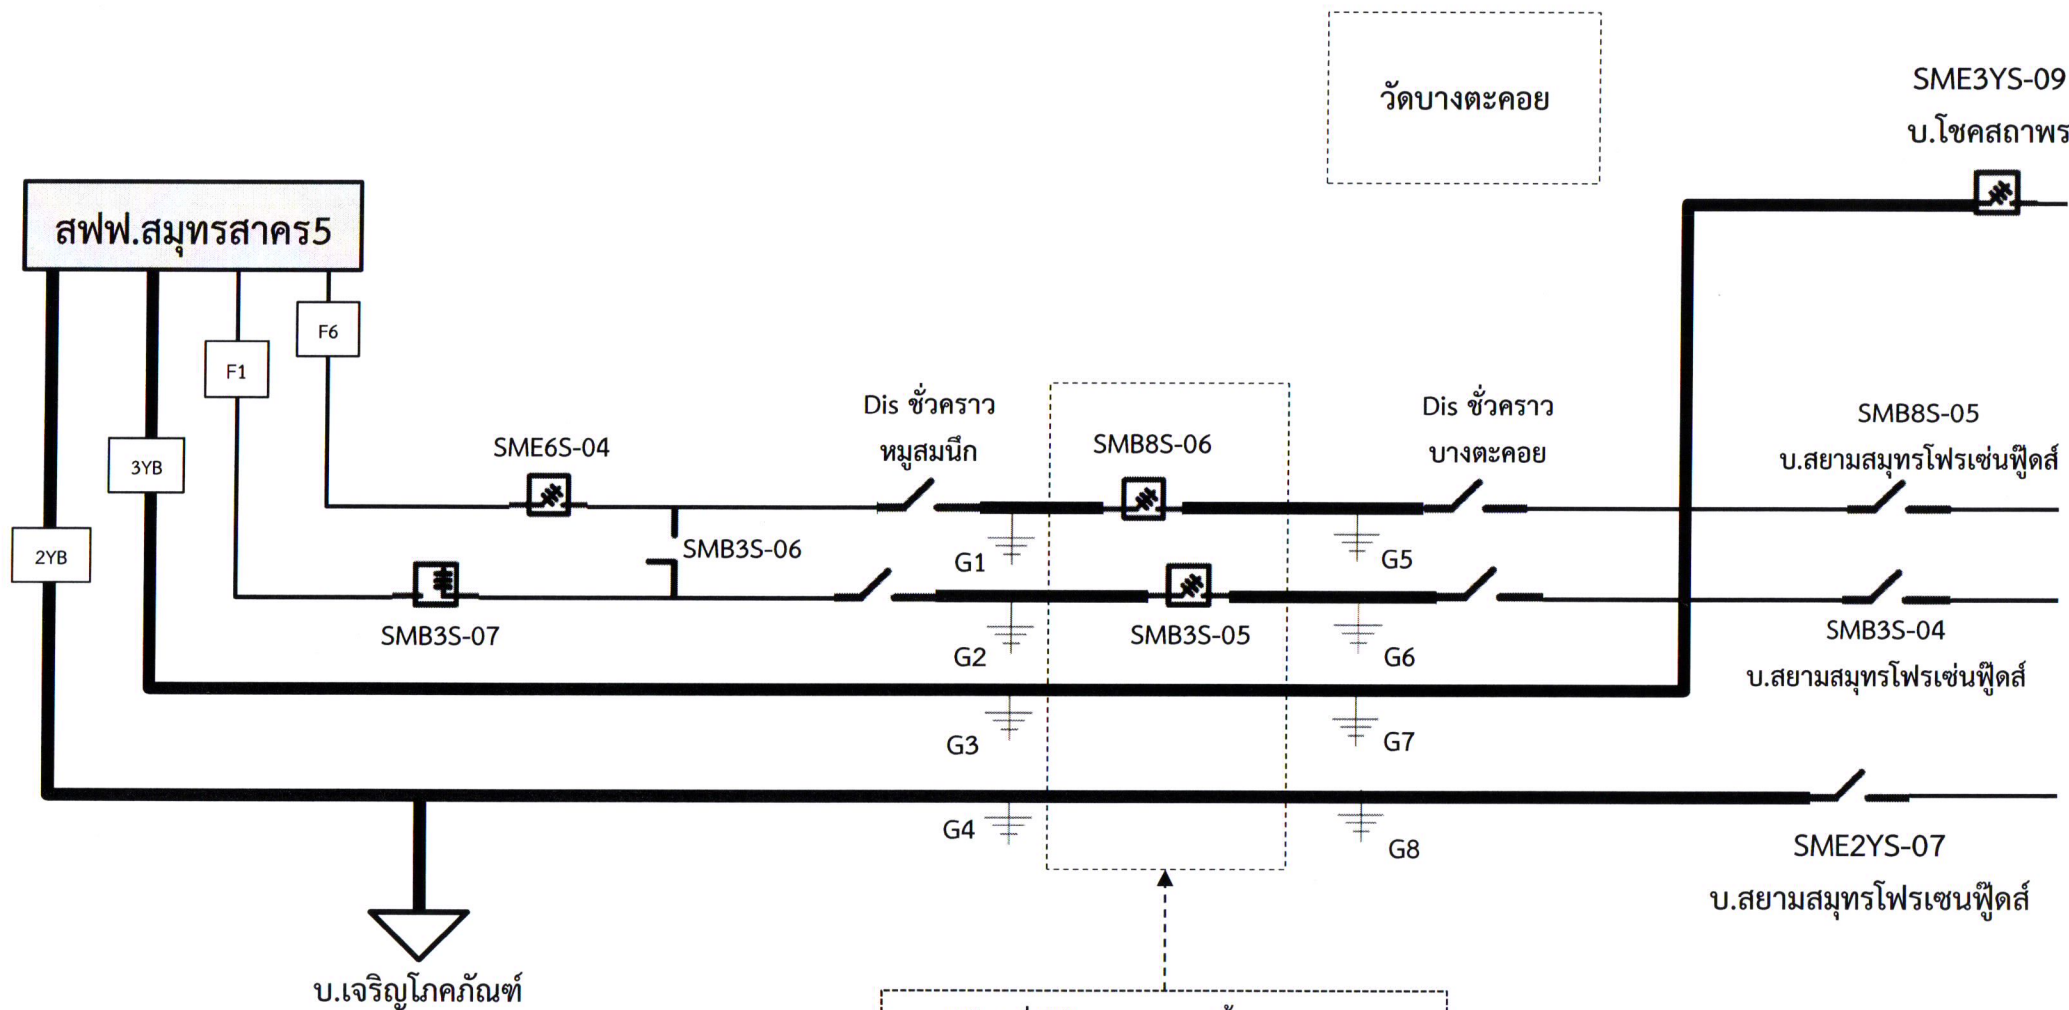 วัดบางตะคอย
SME3YS-09
บ.โชคสถาพร
สฟฟ.สมุทรสาคร5
F6
F1
3YB
2YB
SME6S-04
Dis ชั่วคราว
หมูสมนึก
SMB8S-06
Dis ชั่วคราว
บางตะคอย
SMB8S-05
บ.สยามสมุทรโฟรเซ่นฟู๊ดส์
SMB3S-06
G1
G5
SMB3S-07
SMB3S-05
SMB3S-04
บ.สยามสมุทรโฟรเซ่นฟู๊ดส์
G2
G6
G3
G7
G4
G8
SME2YS-07
บ.สยามสมุทรโฟรเซนฟู๊ดส์
บ.เจริญโภคภัณฑ์